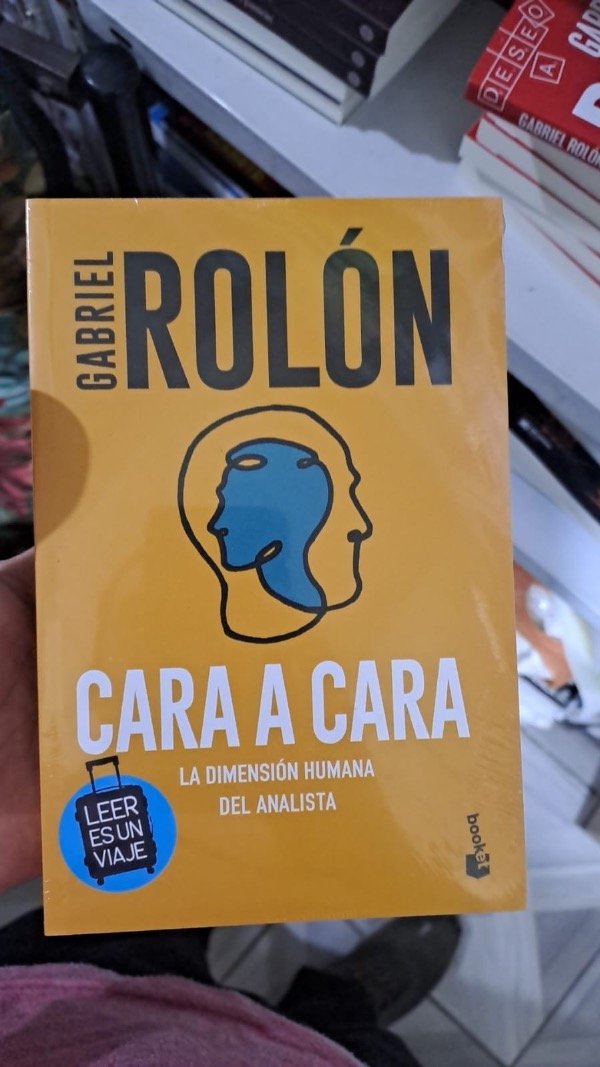 GABRIEL
ROLÓN
CARA A CARA
LA DIMENSIÓN HUMANA
DEL ANALISTA
LEER
ES UN
VIAJE
booket
DESEO
A
GABRIEL ROLÓN